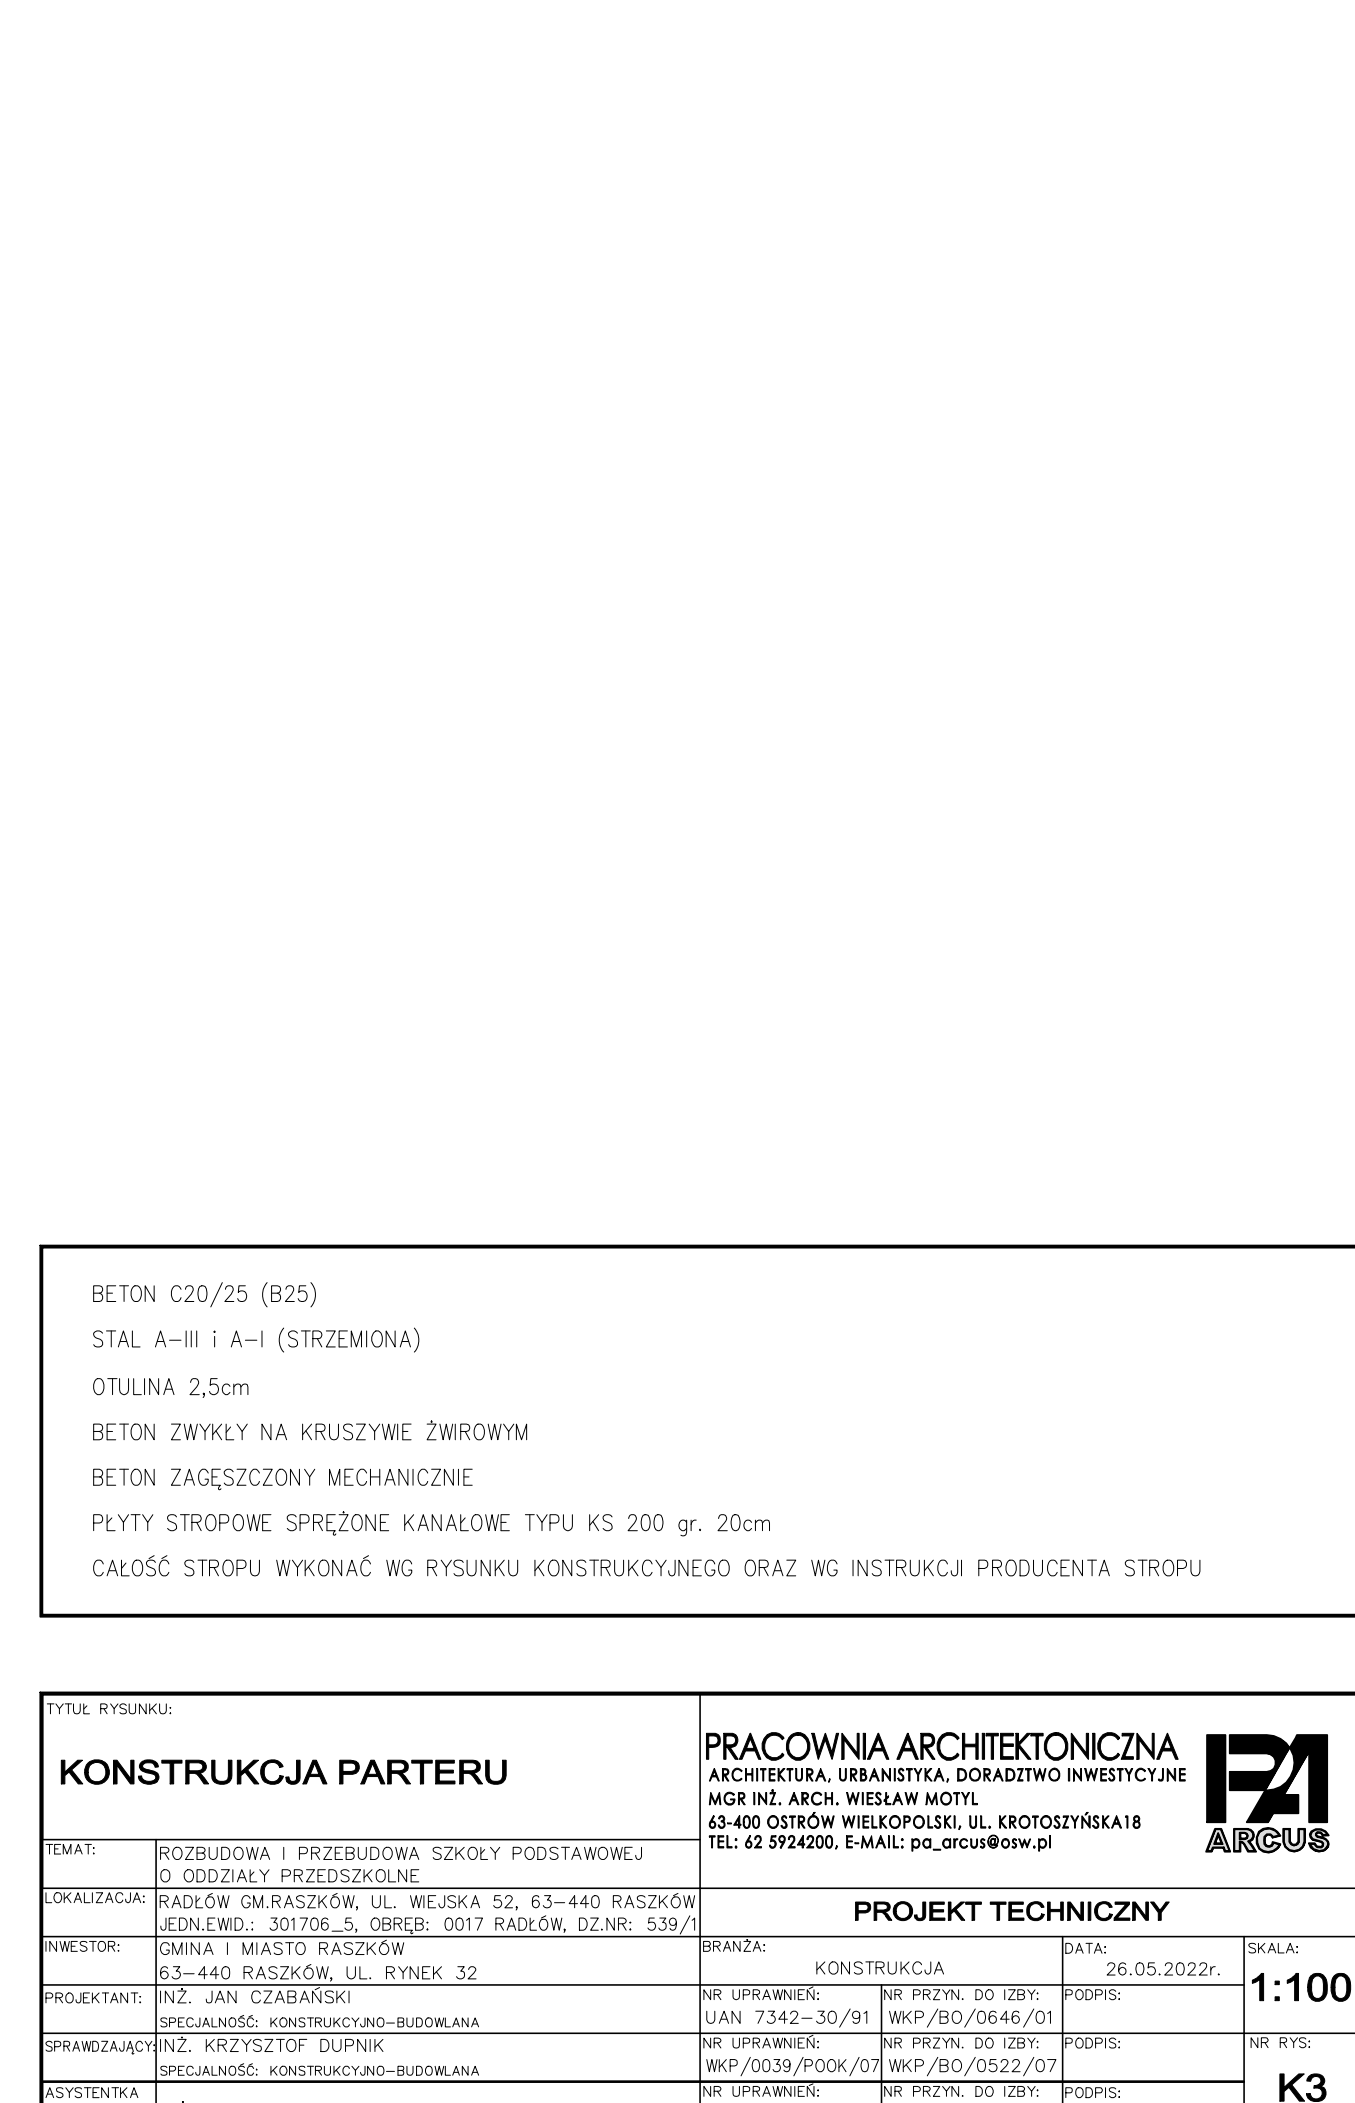 BETON C20/25 (B25)
STAL A-III i A-I (STRZEMIONA)
OTULINA 2,5cm
BETON ZWYKŁY NA KRUSZYWIE ŻWIROWYM
BETON ZAGĘSZCZONY MECHANICZNIE
PŁYTY STROPOWE SPRĘŻONE KANAŁOWE TYPU KS 200 gr. 20cm
CAŁOŚĆ STROPU WYKONAĆ WG RYSUNKU KONSTRUKCYJNEGO ORAZ WG INSTRUKCJI PRODUCENTA STROPU
TYTUŁ RYSUNKU:
KONSTRUKCJA PARTERU
PRACOWNIA ARCHITEKTONICZNA
ARCHITEKTURA, URBANISTYKA, DORADZTWO INWESTYCYJNE
MGR INŻ. ARCH. WIESŁAW MOTYL
63-400 OSTRÓW WIELKOPOLSKI, UL. KROTOSZYŃSKA18
TEL: 62 5924200, E-MAIL: pa_arcus@osw.pl
PA
ARCUS
TEMAT:
ROZBUDOWA I PRZEBUDOWA SZKOŁY PODSTAWOWEJ
O ODDZIAŁY PRZEDSZKOLNE
LOKALIZACJA:
RADŁÓW GM.RASZKÓW, UL. WIEJSKA 52, 63-440 RASZKÓW
JEDN.EWID.: 301706_5, OBRĘB: 0017 RADŁÓW, DZ.NR: 539/1
PROJEKT TECHNICZNY
INWESTOR:
GMINA I MIASTO RASZKÓW
63-440 RASZKÓW, UL. RYNEK 32
BRANŻA:
KONSTRUKCJA
DATA:
26.05.2022r.
SKALA:
1:100
PROJEKTANT:
INŻ. JAN CZABAŃSKI
SPECJALNOŚĆ: KONSTRUKCYJNO-BUDOWLANA
NR UPRAWNIEŃ:
UAN 7342-30/91
NR PRZYN. DO IZBY:
WKP/BO/0646/01
PODPIS:
SPRAWDZAJĄCY:
INŻ. KRZYSZTOF DUPNIK
SPECJALNOŚĆ: KONSTRUKCYJNO-BUDOWLANA
NR UPRAWNIEŃ:
WKP/0039/POOK/07
NR PRZYN. DO IZBY:
WKP/BO/0522/07
PODPIS:
NR RYS:
K3
ASYSTENTKA
NR UPRAWNIEŃ:
NR PRZYN. DO IZBY:
PODPIS: